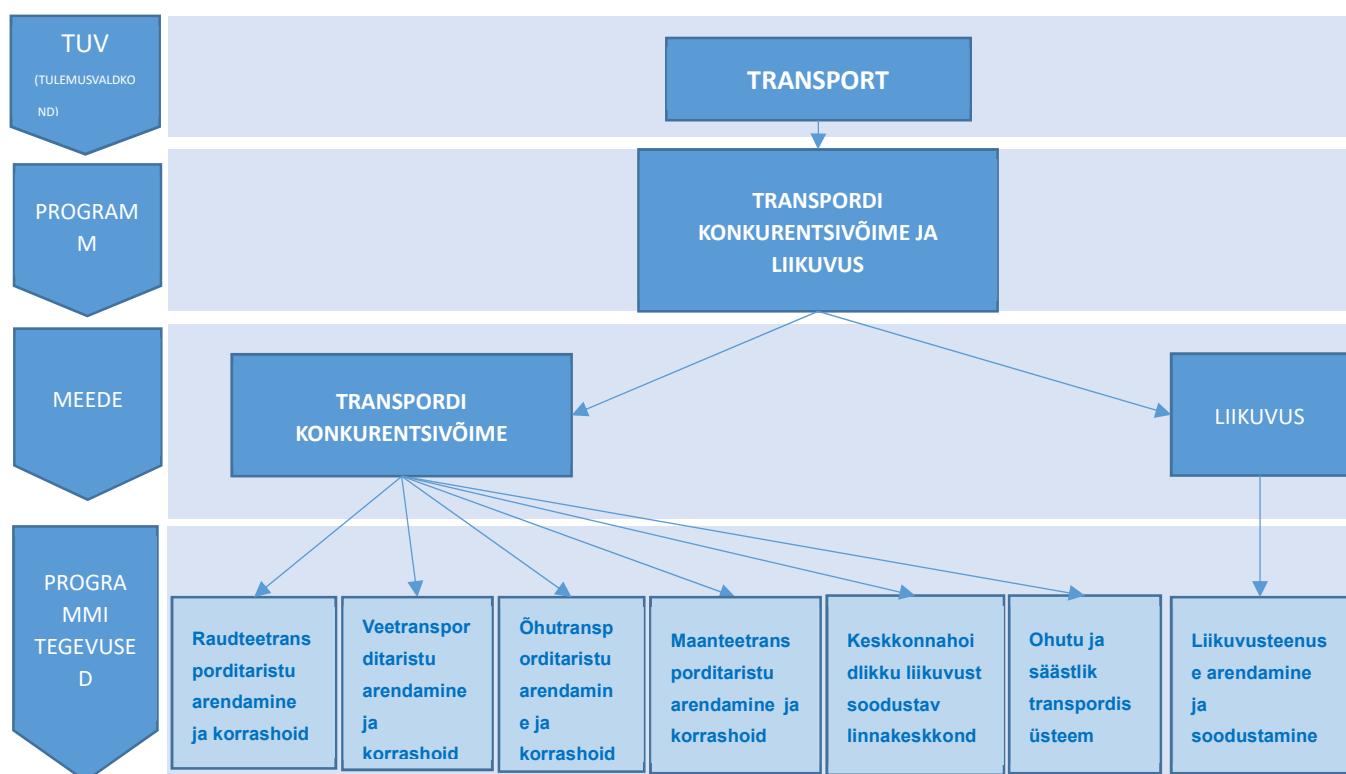 TUV
(TULEMUSVALDKO
ND)
TRANSPORT
PROGRAM
M
TRANSPORDI
KONKURENTSIVÕIME JA
LIIKUVUS
MEEDE
TRANSPORDI
KONKURENTSIVÕIME
LIIKUVUS
PROGRA
MMI
TEGEVUSE
D
Raudteetrans
porditaristu
arendamine
ja korrashoid
Veetranspor
ditaristu
arendamine
ja
korrashoid
Õhutransp
orditaristu
arendamin
e ja
korrashoid
Maanteetrans
porditaristu
arendamine ja
korrashoid
Keskkonnahoi
dlikku liikuvust
soodustav
linnakeskkond
Ohutu ja
säästlik
transpordis
üsteem
Liikuvusteenus
e arendamine
ja
soodustamine